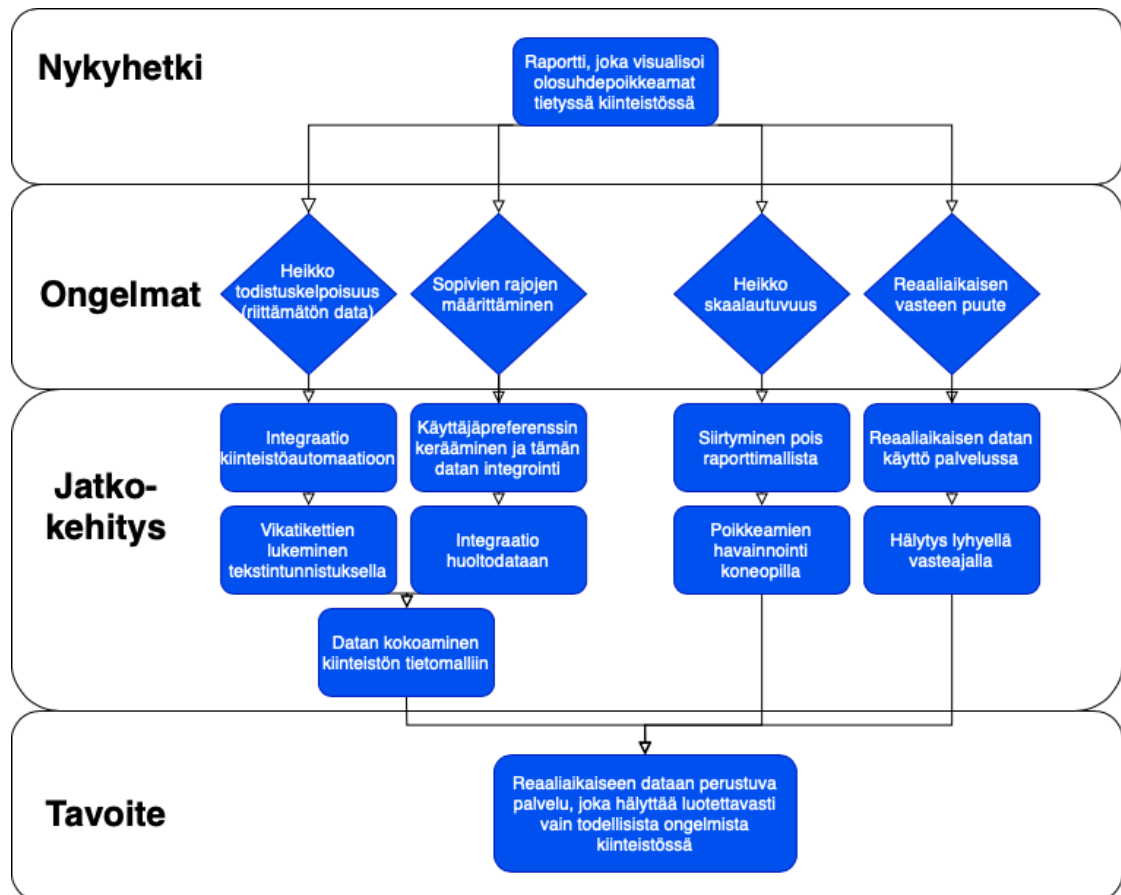 Nykyhetki
Raportti, joka visualisoi
olosuhdepoikkeamat
tietyssä kiinteistössä
Ongelmat
Heikko
todistuskelpoisuus
(riittämätön data)
Sopivien rajojen
määrittäminen
Heikko
skaalautuvuus
Reaaliaikaisen
vasteen puute
Jatko-
kehitys
Integraatio
kiinteistöautomaatioon
Käyttäjäpreferenssin
kerääminen ja tämän
datan integrointi
Siirtyminen pois
raporttimallista
Reaaliaikaisen datan
käyttö palvelussa
Vikatikettien
lukeminen
tekstintunnistuksella
Integraatio
huoltodataan
Poikkeamien
havainnointi
koneopilla
Hälytys lyhyellä
vasteajalla
Datan kokoaminen
kiinteistön tietomalliin
Tavoite
Reaaliaikaiseen dataan perustuva
palvelu, joka hälyttää luotettavasti
vain todellisista ongelmista
kiinteistössä